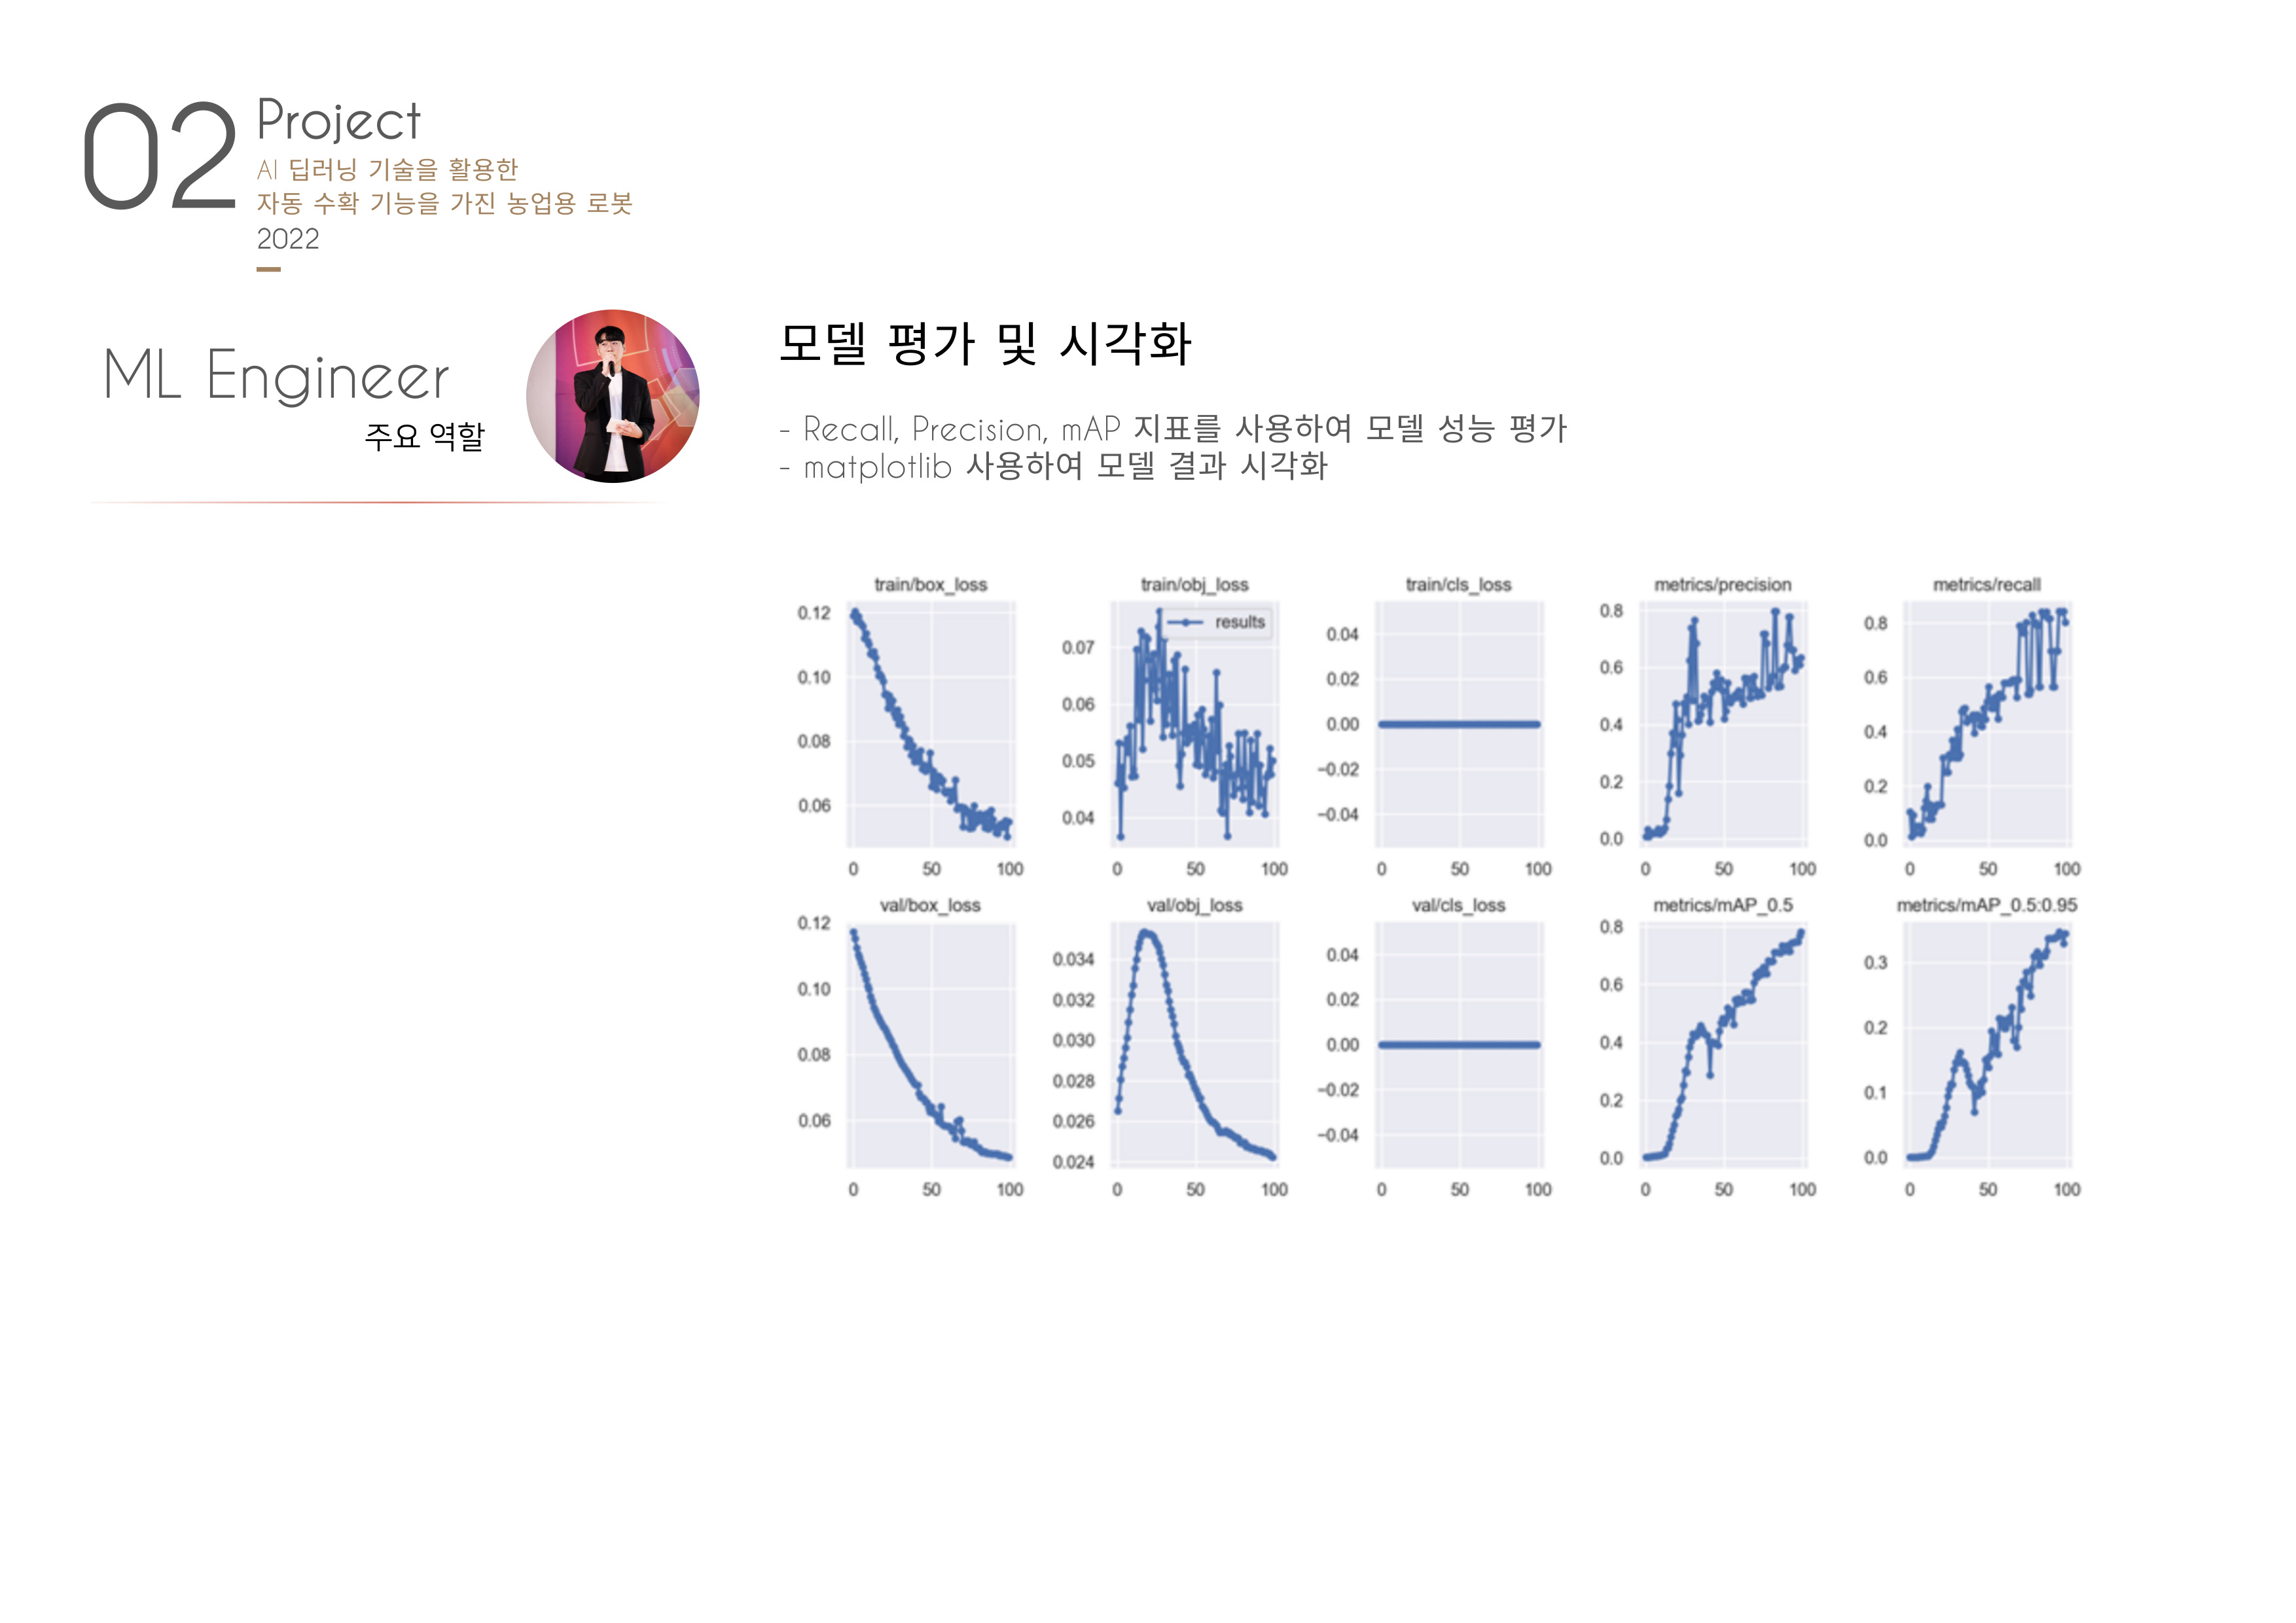 02
Project
AI 딥러닝 기술을 활용한
자동 수확 기능을 가진 농업용 로봇
2022
ML Engineer
주요 역할
모델 평가 및 시각화
- Recall, Precision, mAP 지표를 사용하여 모델 성능 평가
- matplotlib 사용하여 모델 결과 시각화
train/box_loss
0.12
0.10
0.08
0.06
0 50 100
train/obj_loss
results
0.07
0.06
0.05
0.04
0 50 100
train/cls_loss
0.04
0.02
0.00
−0.02
−0.04
0 50 100
metrics/precision
0.8
0.6
0.4
0.2
0.0
0 50 100
metrics/recall
0.8
0.6
0.4
0.2
0.0
0 50 100
val/box_loss
0.12
0.10
0.08
0.06
0 50 100
val/obj_loss
0.034
0.032
0.030
0.028
0.026
0.024
0 50 100
val/cls_loss
0.04
0.02
0.00
−0.02
−0.04
0 50 100
metrics/mAP_0.5
0.8
0.6
0.4
0.2
0.0
0 50 100
metrics/mAP_0.5:0.95
0.3
0.2
0.1
0.0
0 50 100